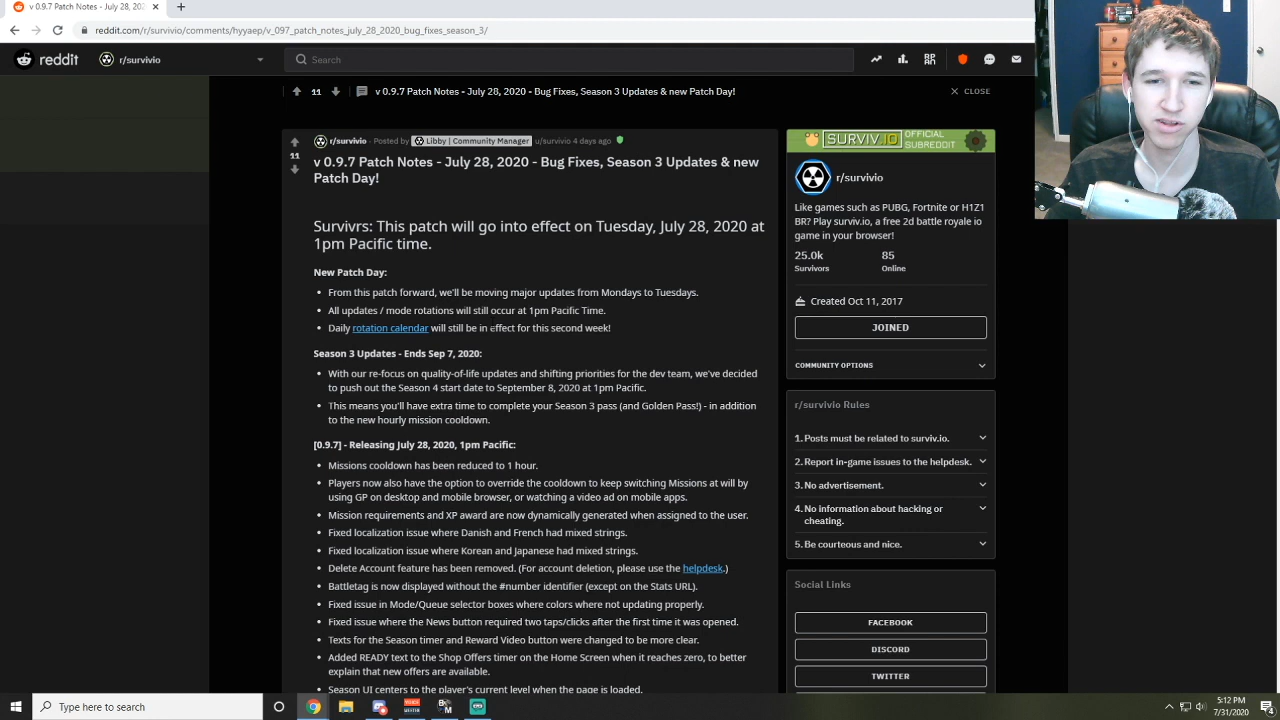 v 0.9.7 Patch Notes - July 28, 202
reddit.com/r/survivio/comments/hyyaep/v_097_patch_notes_july_28_2020_bug_fixes_season_3/
reddit
r/survivio
Search
11
v 0.9.7 Patch Notes - July 28, 2020 - Bug Fixes, Season 3 Updates & new Patch Day!
CLOSE
r/survivio · Posted by Libby | Community Manager u/survivio 4 days ago
11
v 0.9.7 Patch Notes - July 28, 2020 - Bug Fixes, Season 3 Updates & new
Patch Day!
Survivrs: This patch will go into effect on Tuesday, July 28, 2020 at
1pm Pacific time.
New Patch Day:
• From this patch forward, we'll be moving major updates from Mondays to Tuesdays.
• All updates / mode rotations will still occur at 1pm Pacific Time.
• Daily rotation calendar will still be in effect for this second week!
Season 3 Updates - Ends Sep 7, 2020:
• With our re-focus on quality-of-life updates and shifting priorities for the dev team, we've decided
to push out the Season 4 start date to September 8, 2020 at 1pm Pacific.
• This means you'll have extra time to complete your Season 3 pass (and Golden Pass!) - in addition
to the new hourly mission cooldown.
[0.9.7] - Releasing July 28, 2020, 1pm Pacific:
• Missions cooldown has been reduced to 1 hour.
• Players now also have the option to override the cooldown to keep switching Missions at will by
using GP on desktop and mobile browser, or watching a video ad on mobile apps.
• Mission requirements and XP award are now dynamically generated when assigned to the user.
• Fixed localization issue where Danish and French had mixed strings.
• Fixed localization issue where Korean and Japanese had mixed strings.
• Delete Account feature has been removed. (For account deletion, please use the helpdesk.)
• Battletag is now displayed without the #number identifier (except on the Stats URL).
• Fixed issue in Mode/Queue selector boxes where colors where not updating properly.
• Fixed issue where the News button required two taps/clicks after the first time it was opened.
• Texts for the Season timer and Reward Video button were changed to be more clear.
• Added READY text to the Shop Offers timer on the Home Screen when it reaches zero, to better
explain that new offers are available.
• Season UI centers to the player's current level when the page is loaded.
SURVIV.IO OFFICIAL
SUBREDDIT
r/survivio
Like games such as PUBG, Fortnite or H1Z1
BR? Play surviv.io, a free 2d battle royale io
game in your browser!
25.0k 85
Survivors Online
Created Oct 11, 2017
JOINED
COMMUNITY OPTIONS
r/survivio Rules
1. Posts must be related to surviv.io.
2. Report in-game issues to the helpdesk.
3. No advertisement.
4. No information about hacking or
cheating.
5. Be courteous and nice.
Social Links
FACEBOOK
DISCORD
TWITTER
Type here to search
5:12 PM
7/31/2020